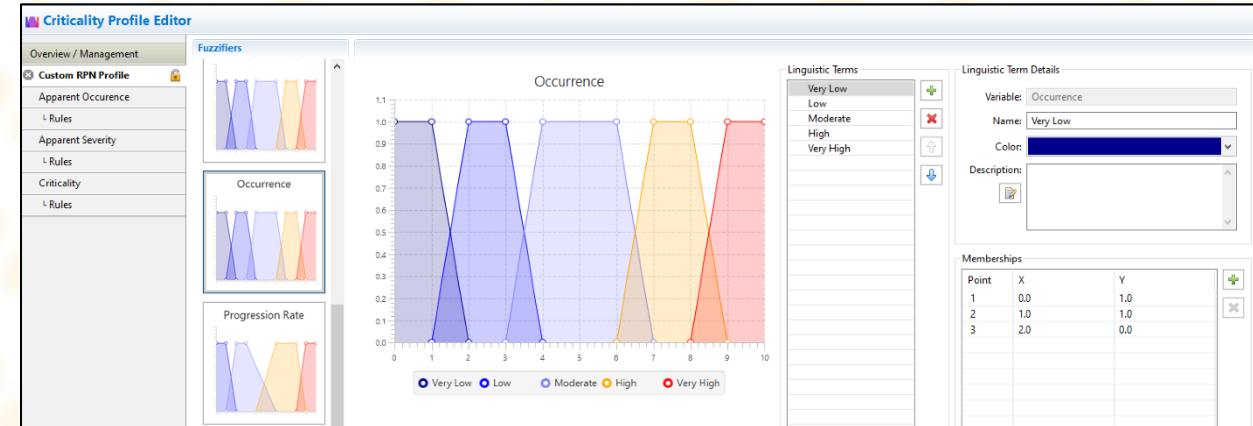 Criticality Profile Editor
Overview / Management
Custom RPN Profile
Apparent Occurence
Rules
Apparent Severity
Rules
Criticality
Rules
Fuzzifiers
Occurrence
Progression Rate
Occurrence
1.1
1.0
0.9
0.8
0.7
0.6
0.5
0.4
0.3
0.2
0.1
0.0
0 1 2 3 4 5 6 7 8 9 10
Very Low Low Moderate High Very High
Linguistic Terms
Very Low
Low
Moderate
High
Very High
Linguistic Term Details
Variable: Occurrence
Name: Very Low
Color:
Description:
Memberships
Point X Y
1 0.0 1.0
2 1.0 1.0
3 2.0 0.0